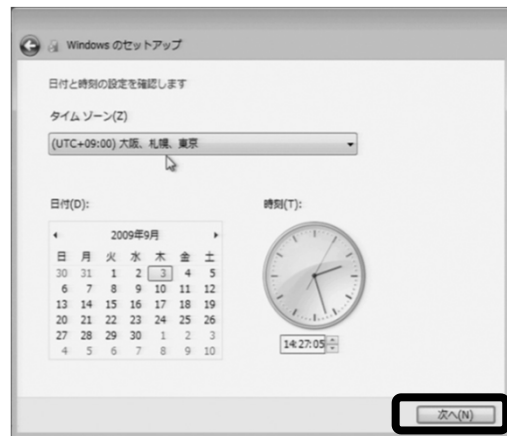 Windows のセットアップ
日付と時刻の設定を確認します
タイム ゾーン(Z)
(UTC+09:00) 大阪、札幌、東京
日付(D):
時刻(T):
2009年9月
日 月 火 水 木 金 土
30 31 1 2 3 4 5
6 7 8 9 10 11 12
13 14 15 16 17 18 19
20 21 22 23 24 25 26
27 28 29 30 1 2 3
4 5 6 7 8 9 10
14:27:05
次へ(N)